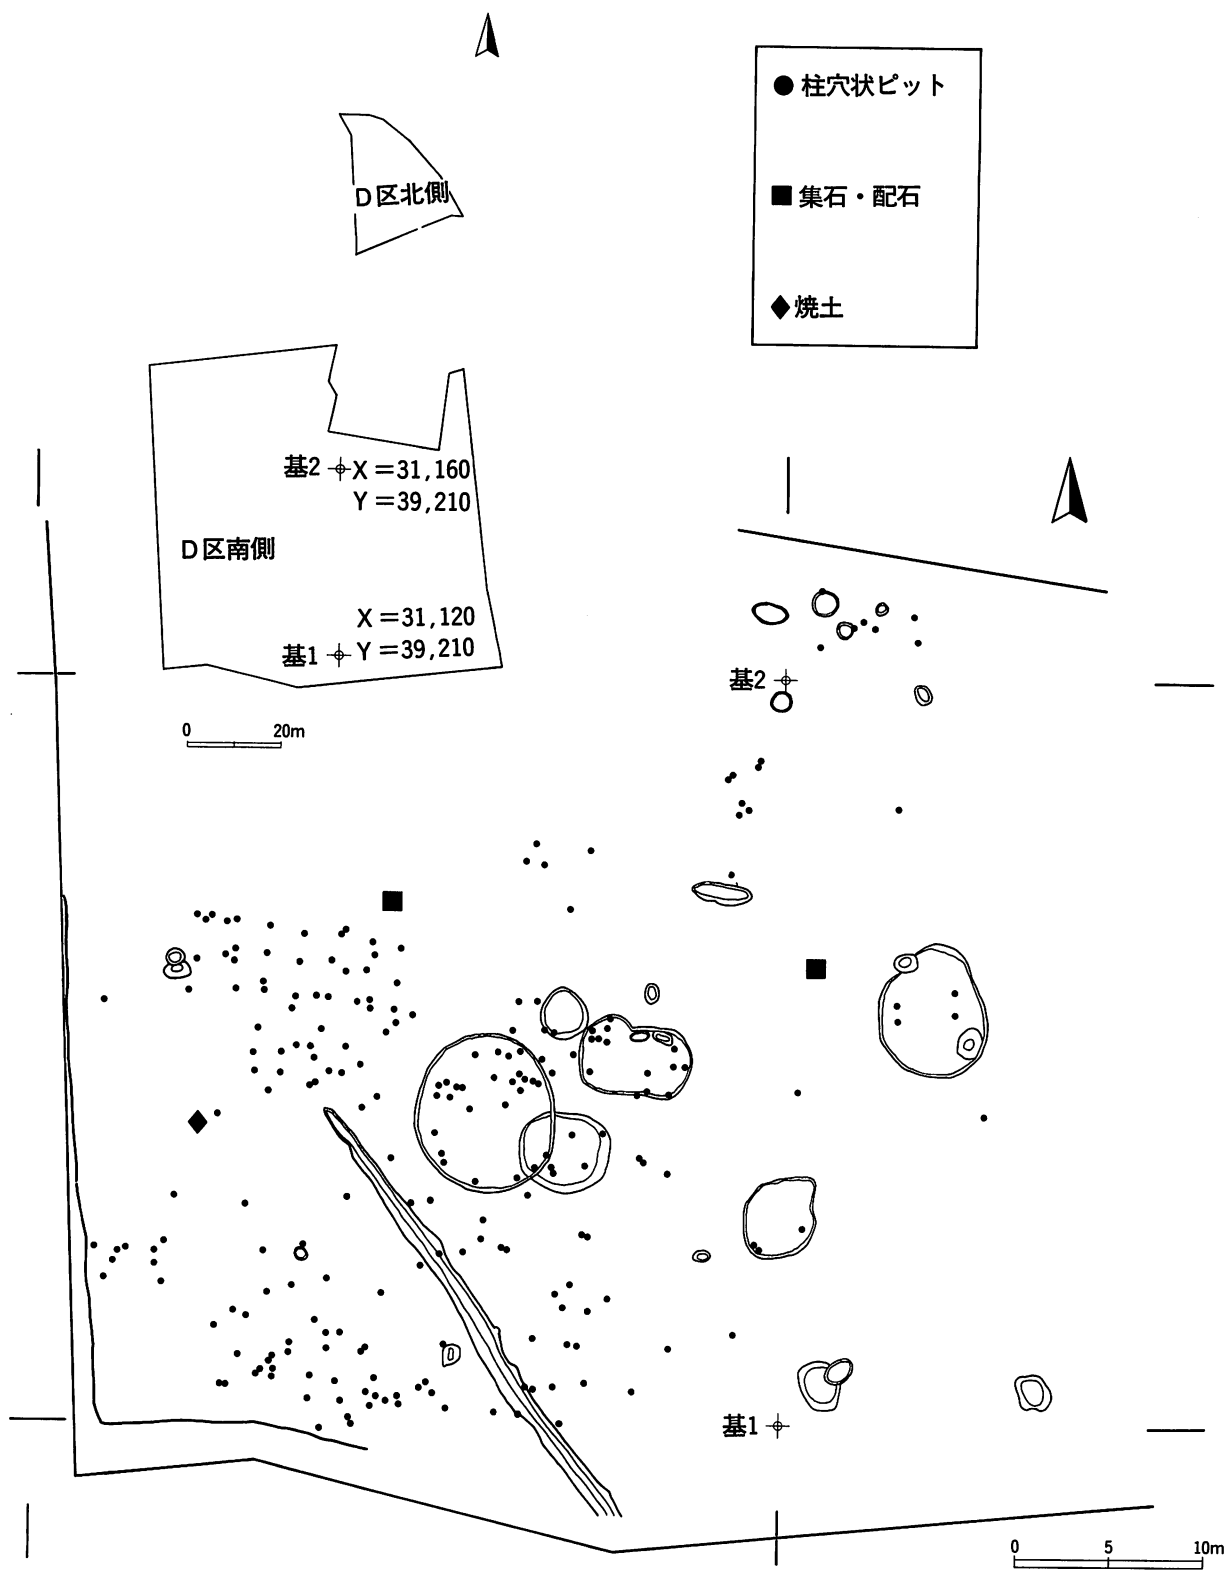 ● 柱穴状ピット
■ 集石・配石
◆ 焼土
D区北側
基2 X＝31,160
Y＝39,210
D区南側
X＝31,120
基1 Y＝39,210
0 20m
基2
基1
0 5 10m